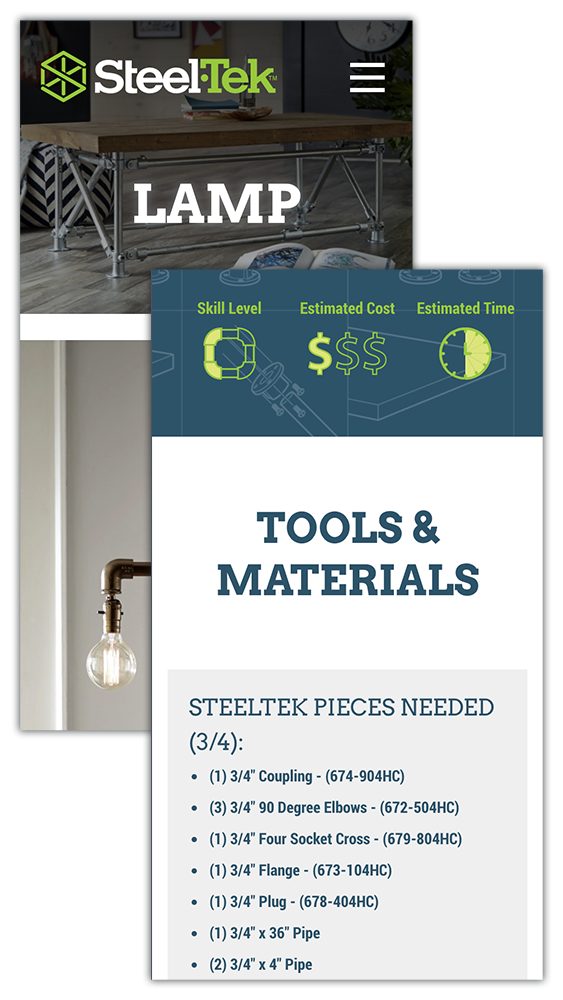 Steel·Tek™
LAMP
Skill Level Estimated Cost Estimated Time
$$$
TOOLS &
MATERIALS
STEELTEK PIECES NEEDED
(3/4):
• (1) 3/4" Coupling - (674-904HC)
• (3) 3/4" 90 Degree Elbows - (672-504HC)
• (1) 3/4" Four Socket Cross - (679-804HC)
• (1) 3/4" Flange - (673-104HC)
• (1) 3/4" Plug - (678-404HC)
• (1) 3/4" x 36" Pipe
• (2) 3/4" x 4" Pipe